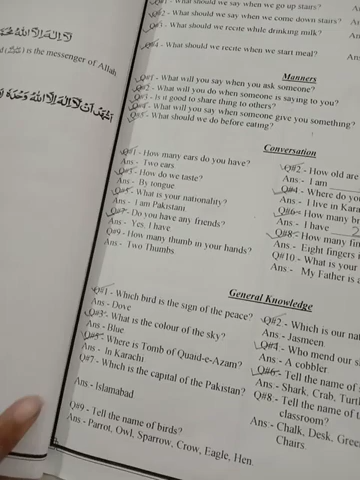 لَا اِلٰهَ اِلَّا اللهُ
is the messenger of Allah
اَشْهَدُ اَنْ لَّا اِلٰهَ اِلَّا اللهُ وَحْدَهٗ
What should we say when we go up stairs?
Q#2 - What should we say when we come down stairs?
Q#3 - What should we recite while drinking milk?
Q#4 - What should we recite when we start meal?
Manners
Q#1 - What will you say when you ask someone?
Q#2 - What will you do when someone is saying to you?
Q#3 - Is it good to share thing to others?
Q#4 - What will you say when someone give you something?
Q#5 - What should we do before eating?
Conversation
Q#1 - How many ears do you have?
Ans - Two ears
Q#3 - How do we taste?
Ans - By tongue
Q#5 - What is your nationality?
Ans - I am Pakistani
Q#7 - Do you have any friends?
Ans - Yes, I have
Q#9 - How many thumb in your hands?
Ans - Two Thumbs
Q#2 - How old are
Ans - I am
Q#4 - Where do you
Ans - I live in
Q#6 - How many
Ans - I have 2
Q#8 - How many
Ans - Eight fingers
Q#10 - What is your
Ans - My Father is
General Knowledge
Q#1 - Which bird is the sign of the peace?
Ans - Dove
Q#3 - What is the colour of the sky?
Ans - Blue
Q#5 - Where is Tomb of Quaid-e-Azam?
Ans - In Karachi
Q#7 - Which is the capital of the Pakistan?
Ans - Islamabad
Q#9 - Tell the name of birds?
Ans - Parrot, Owl, Sparrow, Crow, Eagle, Hen.
Q#2 - Which is our
Ans - Jasmeen
Q#4 - Who mend our
Ans - A cobbler
Q#6 - Tell the name of
Ans - Shark, Crab,
Q#8 - Tell the name of
classroom?
Ans - Chalk, Desk,
Chairs